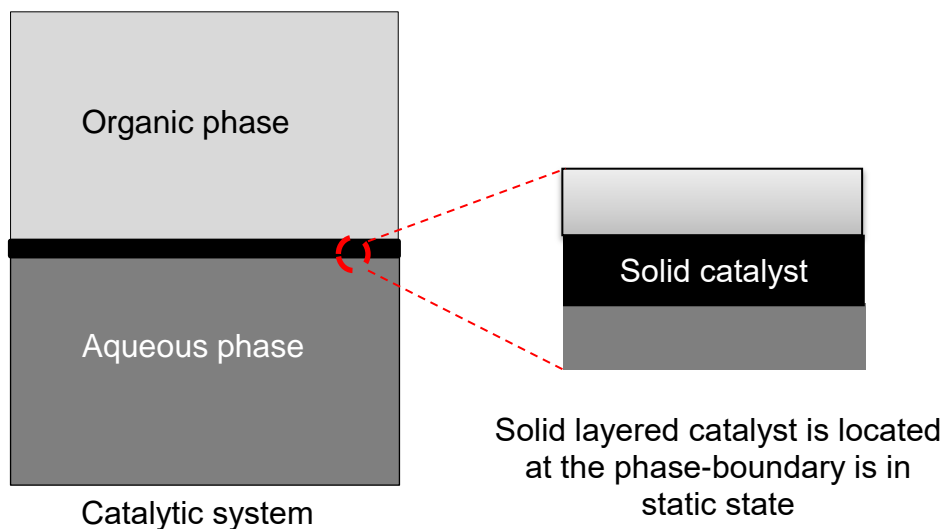 Organic phase
Solid catalyst
Aqueous phase
Solid layered catalyst is located
at the phase-boundary is in
static state
Catalytic system